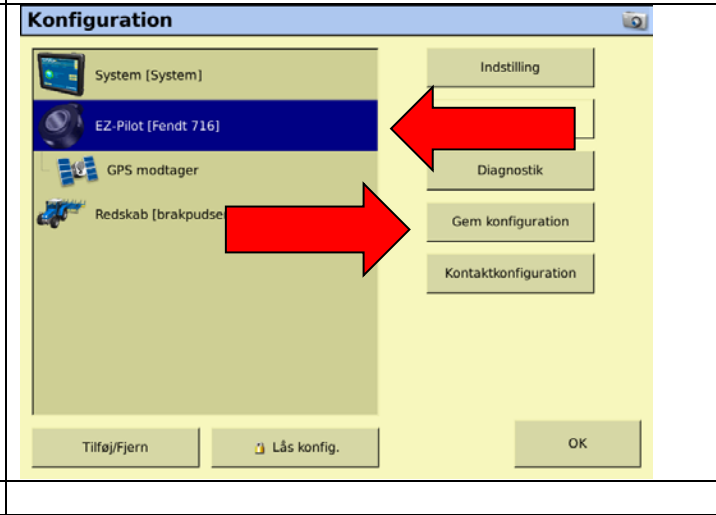 Konfiguration
System [System]
Indstilling
EZ-Pilot [Fendt 716]
GPS modtager
Diagnostik
Redskab
Gem konfiguration
Kontaktkonfiguration
Tilføj/Fjern
Lås konfig.
OK